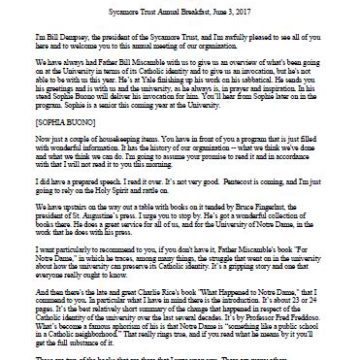 Sycamore Trust Annual Breakfast, June 3, 2017
I'm Bill Dempsey, the president of the Sycamore Trust, and I'm awfully pleased to see all of you
here and to welcome you to this annual meeting of our organization.
We have always had Father Bill Miscamble with us to give us an overview of what's been going
on at the University in terms of its Catholic identity and to give us an invocation, but he's not
able to be with us this year. He's at Yale finishing up his work on his sabbatical. He sends you
his greetings and is with us and the university, as he always is, in prayer and inspiration. In his
stead Sophie Buono will deliver his invocation for him. You'll hear from Sophie later on in the
program. Sophie is a senior this coming year at the University.
[SOPHIA BUONO]
Now just a couple of housekeeping items. You have in front of you a program that is just filled
with wonderful information. It has the history of our organization -- what we think we've done
and what we think we can do. I'm going to assume your promise to read it and in accordance
with that I will not read it to you this morning.
I did have a prepared speech. I read it over. It's not very good. Pentecost is coming, and I'm just
going to rely on the Holy Spirit and rattle on.
We have upstairs on the way out a table with books on it tended by Bruce Fingerhut, the
president of St. Augustine's press. I urge you to stop by. He's got a wonderful collection of
books there. He does a great service for all of us, and for the University of Notre Dame, in the
work that he does with his press.
I want particularly to recommend to you, if you don't have it, Father Miscamble's book "For
Notre Dame," in which he traces, among many things, the struggle that went on in the university
about how the university can preserve its Catholic identity. It's a gripping story and one that
everyone really ought to know.
And then there's the late and great Charlie Rice's book "What Happened to Notre Dame," that I
commend to you. In particular what I have in mind there is the introduction. It's about 23 or 24
pages. It's the best relatively short summary of the change that happened in respect of the
Catholic identity of the university over the last several decades. It's by Professor Fred Freddoso.
What's become a famous aphorism of his is that Notre Dame is "something like a public school
in a Catholic neighborhood." That really rings true, and if you read what he means by it you'll
get the full substance of it.